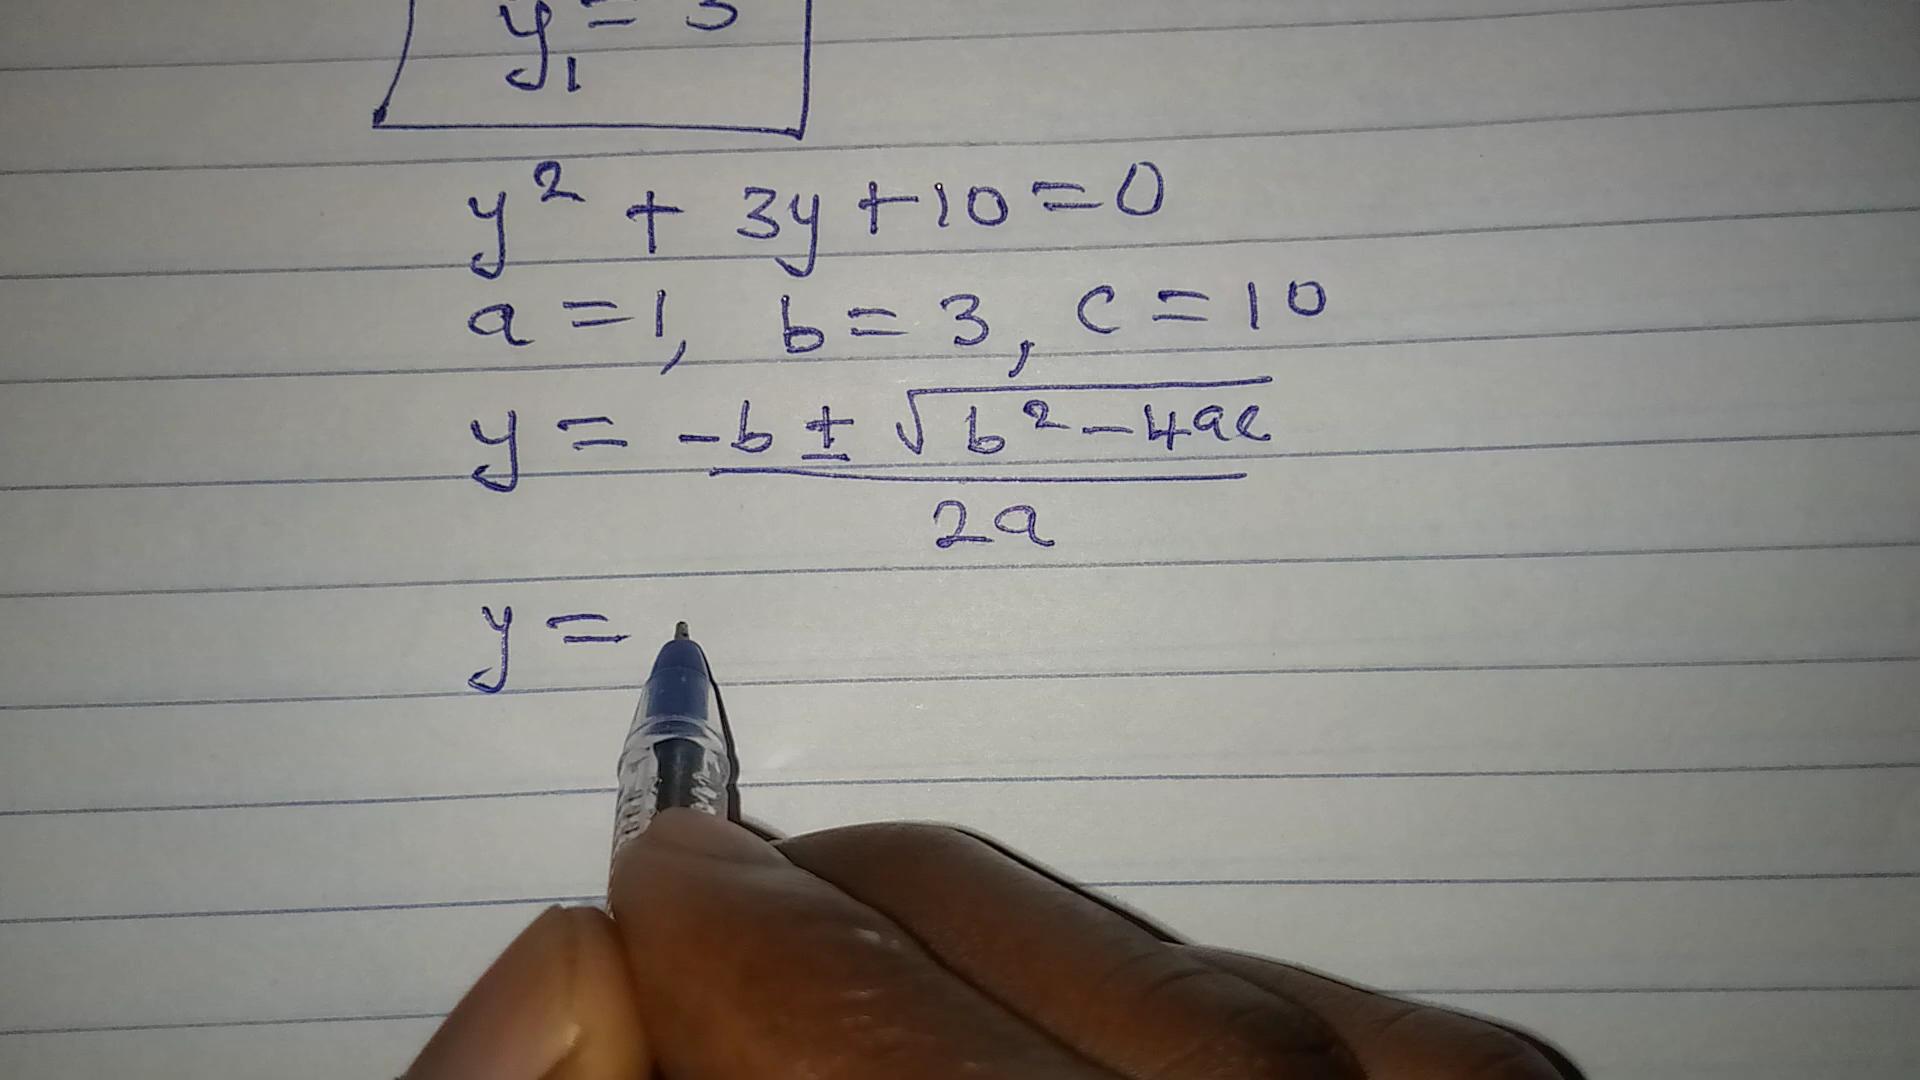 y₁ = 3
y² + 3y + 10 = 0
a = 1, b = 3, c = 10
y = -b ± √b² - 4ac
2a
y =